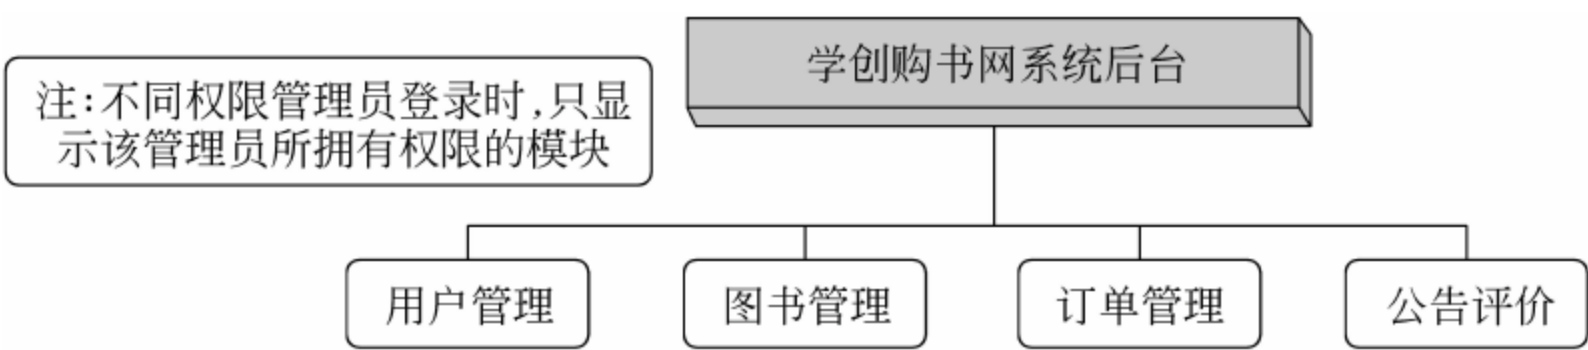 学创购书网系统后台
注:不同权限管理员登录时,只显
示该管理员所拥有权限的模块
用户管理
图书管理
订单管理
公告评价